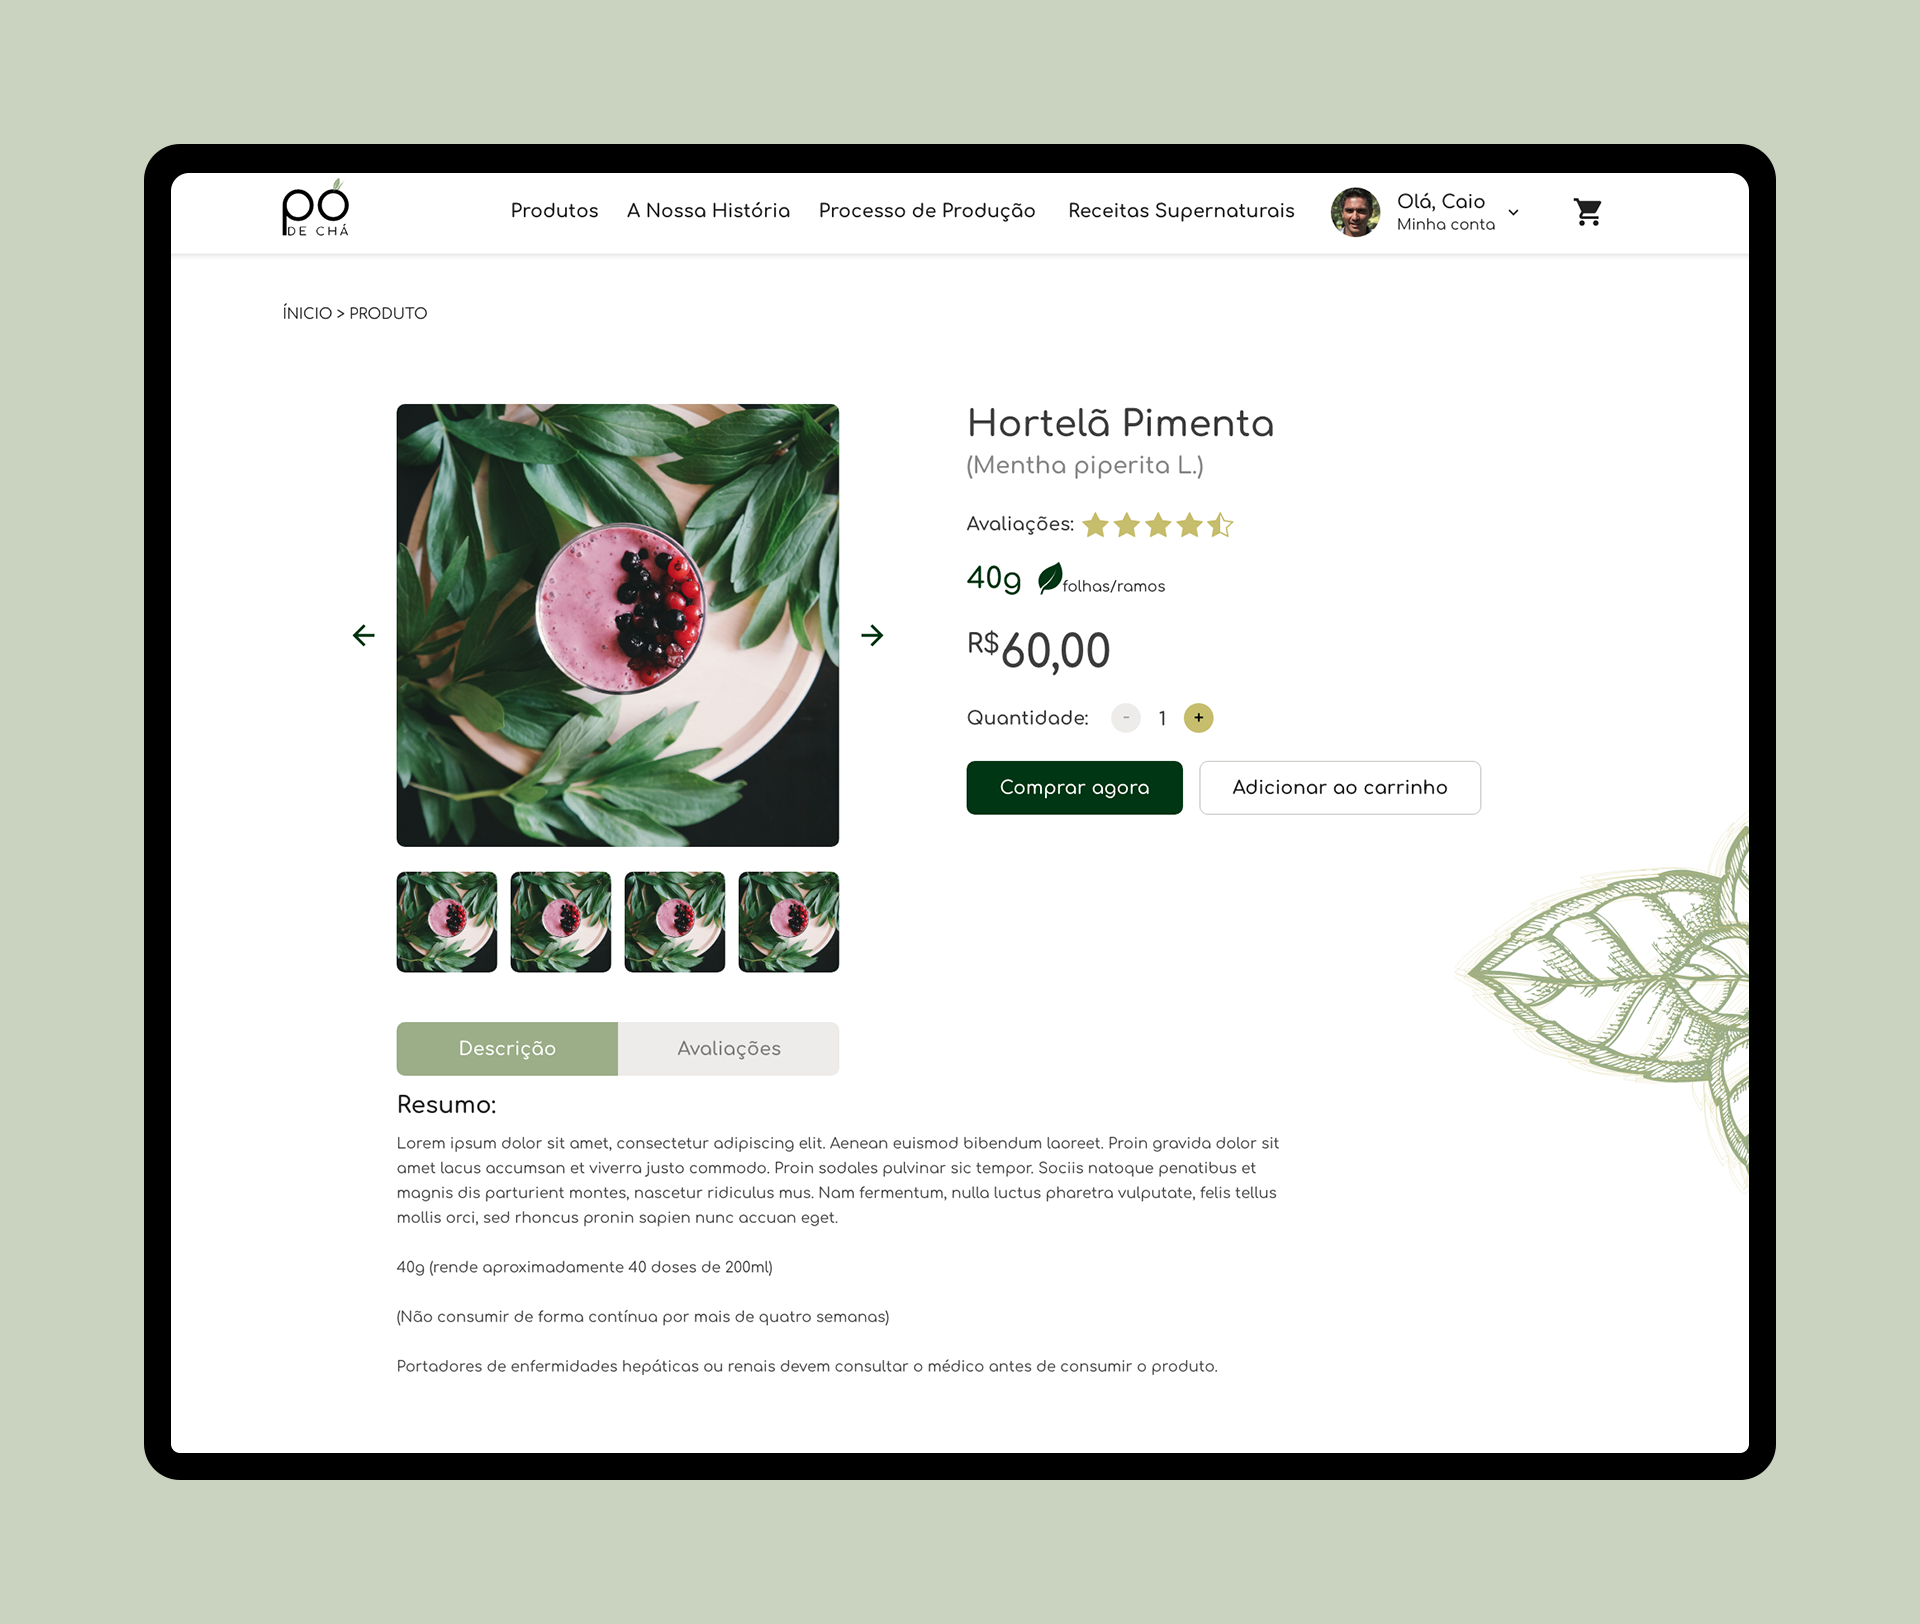 pó
DE CHÁ
Produtos
A Nossa História
Processo de Produção
Receitas Supernaturais
Olá, Caio
Minha conta
ÍNICIO > PRODUTO
Hortelã Pimenta
(Mentha piperita L.)
Avaliações:
40g folhas/ramos
R$60,00
Quantidade: - 1 +
Comprar agora
Adicionar ao carrinho
Descrição
Avaliações
Resumo:
Lorem ipsum dolor sit amet, consectetur adipiscing elit. Aenean euismod bibendum laoreet. Proin gravida dolor sit
amet lacus accumsan et viverra justo commodo. Proin sodales pulvinar sic tempor. Sociis natoque penatibus et
magnis dis parturient montes, nascetur ridiculus mus. Nam fermentum, nulla luctus pharetra vulputate, felis tellus
mollis orci, sed rhoncus pronin sapien nunc accuan eget.
40g (rende aproximadamente 40 doses de 200ml)
(Não consumir de forma contínua por mais de quatro semanas)
Portadores de enfermidades hepáticas ou renais devem consultar o médico antes de consumir o produto.